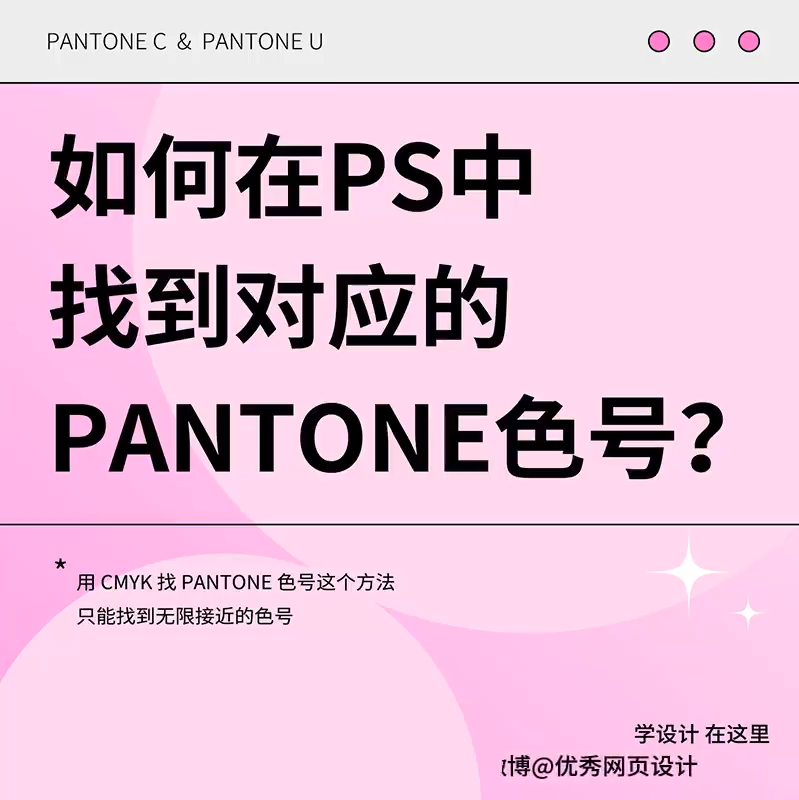 PANTONE C & PANTONE U
如何在PS中
找到对应的
PANTONE色号？
* 用 CMYK 找 PANTONE 色号这个方法
只能找到无限接近的色号
学设计 在这里
博@优秀网页设计